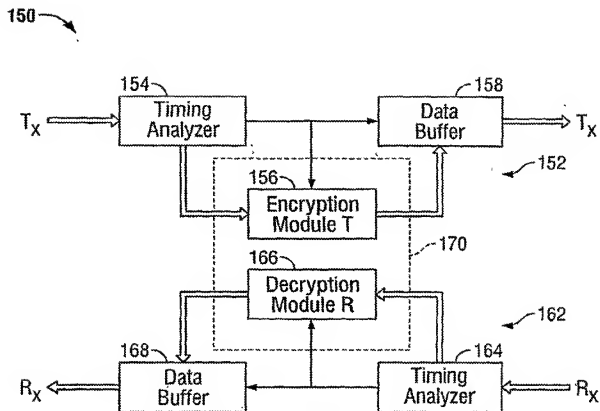 150
154
158
Tx
Timing
Analyzer
Data
Buffer
Tx
152
156
Encryption
Module T
170
166
Decryption
Module R
162
168
164
Rx
Data
Buffer
Timing
Analyzer
Rx